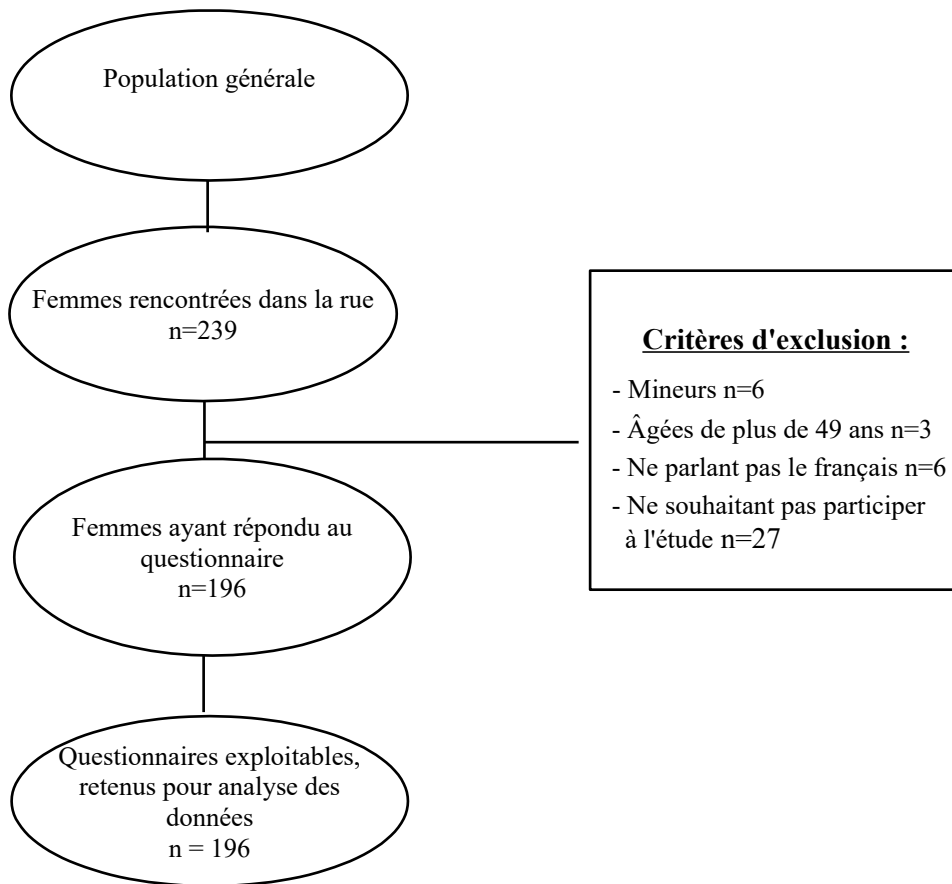 Population générale
Femmes rencontrées dans la rue
n=239
Critères d'exclusion :
- Mineurs n=6
- Âgées de plus de 49 ans n=3
- Ne parlant pas le français n=6
- Ne souhaitant pas participer
à l'étude n=27
Femmes ayant répondu au
questionnaire
n=196
Questionnaires exploitables,
retenus pour analyse des
données
n = 196